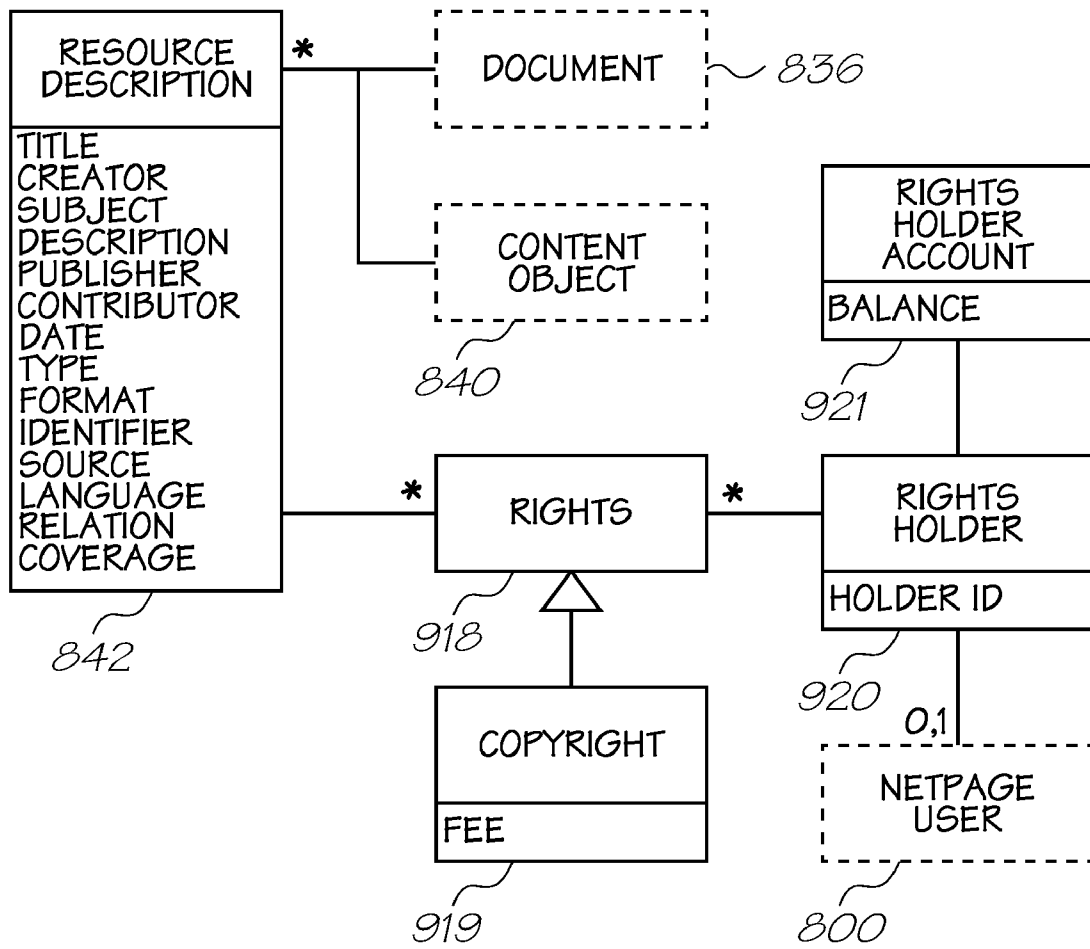 RESOURCE
DESCRIPTION
TITLE
CREATOR
SUBJECT
DESCRIPTION
PUBLISHER
CONTRIBUTOR
DATE
TYPE
FORMAT
IDENTIFIER
SOURCE
LANGUAGE
RELATION
COVERAGE
842
*
DOCUMENT
836
CONTENT
OBJECT
840
RIGHTS
HOLDER
ACCOUNT
BALANCE
921
*
RIGHTS
918
*
RIGHTS
HOLDER
HOLDER ID
920
COPYRIGHT
FEE
919
0,1
NETPAGE
USER
800